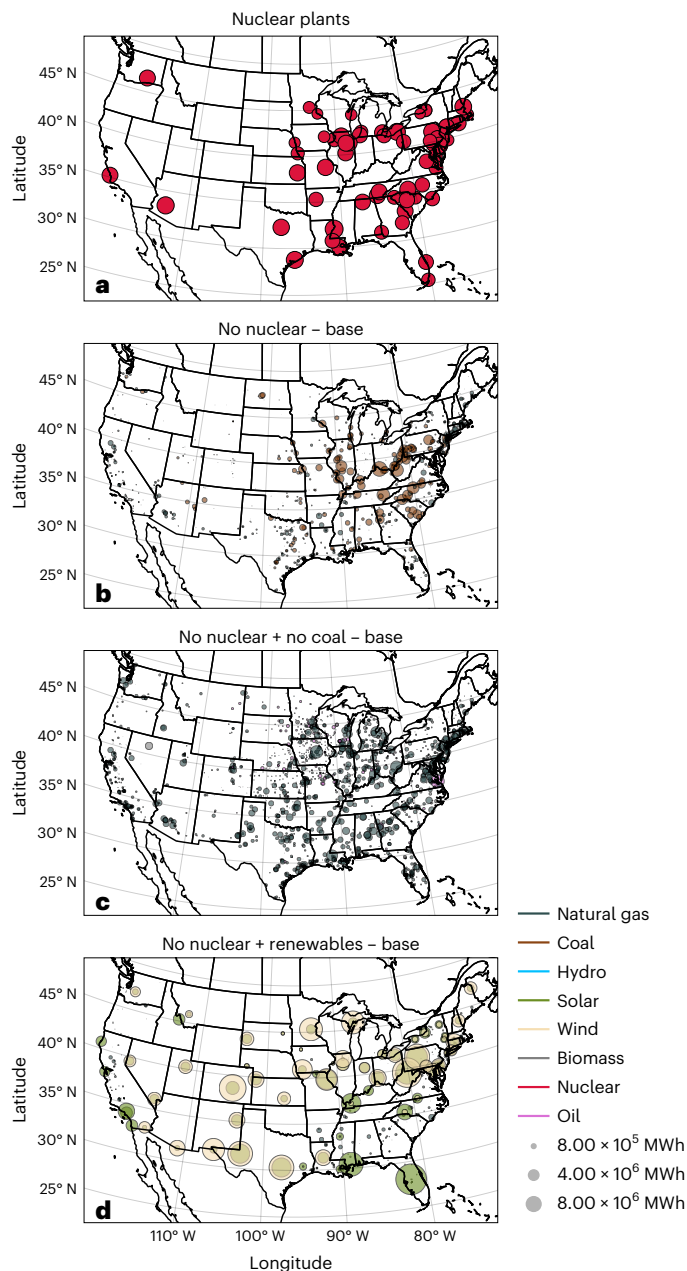 Nuclear plants
45° N
40° N
35° N
30° N
25° N
Latitude
a
No nuclear – base
45° N
40° N
35° N
30° N
25° N
Latitude
b
No nuclear + no coal – base
45° N
40° N
35° N
30° N
25° N
Latitude
c
No nuclear + renewables – base
45° N
40° N
35° N
30° N
25° N
Latitude
d
110° W 100° W 90° W 80° W
Longitude
Natural gas
Coal
Hydro
Solar
Wind
Biomass
Nuclear
Oil
8.00 × 10⁵ MWh
4.00 × 10⁶ MWh
8.00 × 10⁶ MWh